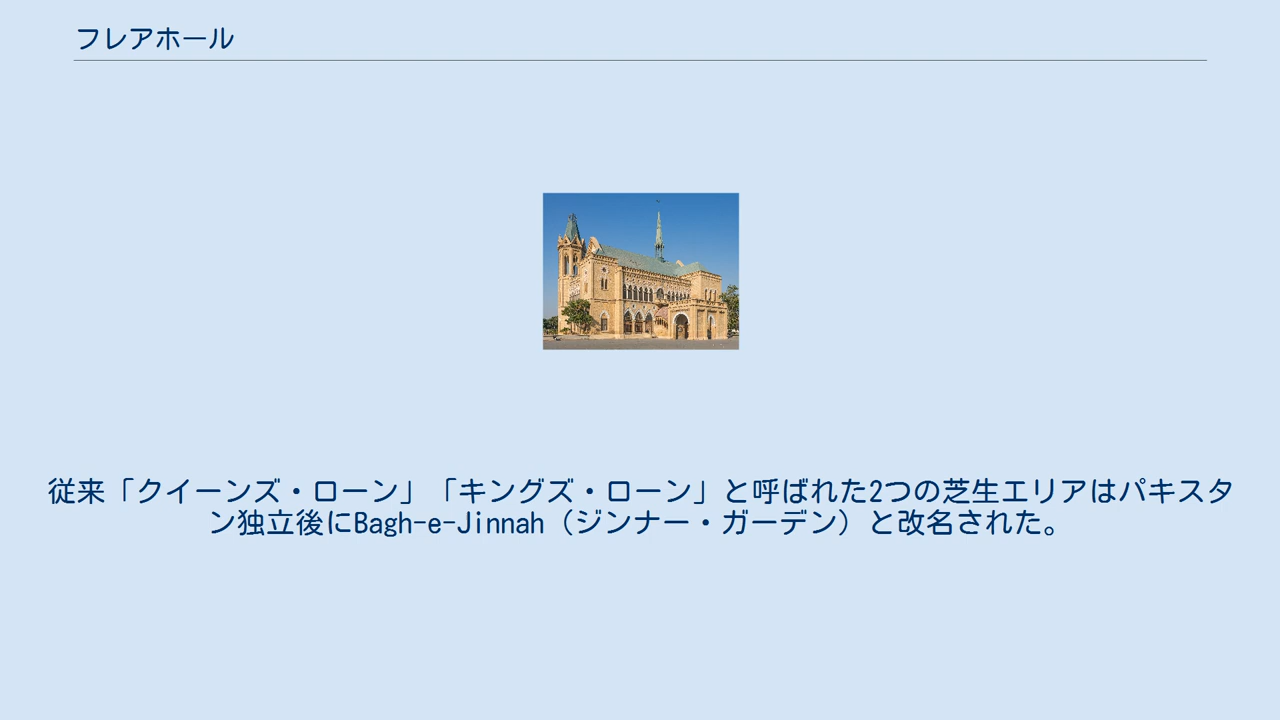 フレアホール
従来「クイーンズ・ローン」「キングズ・ローン」と呼ばれた2つの芝生エリアはパキスタ
ン独立後にBagh-e-Jinnah（ジンナー・ガーデン）と改名された。